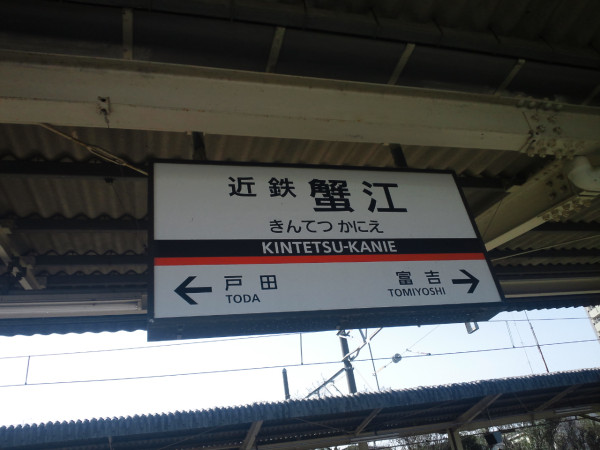 近鉄 蟹江
きんてつ かにえ
KINTETSU-KANIE
← 戸田 富吉 →
TODA TOMIYOSHI